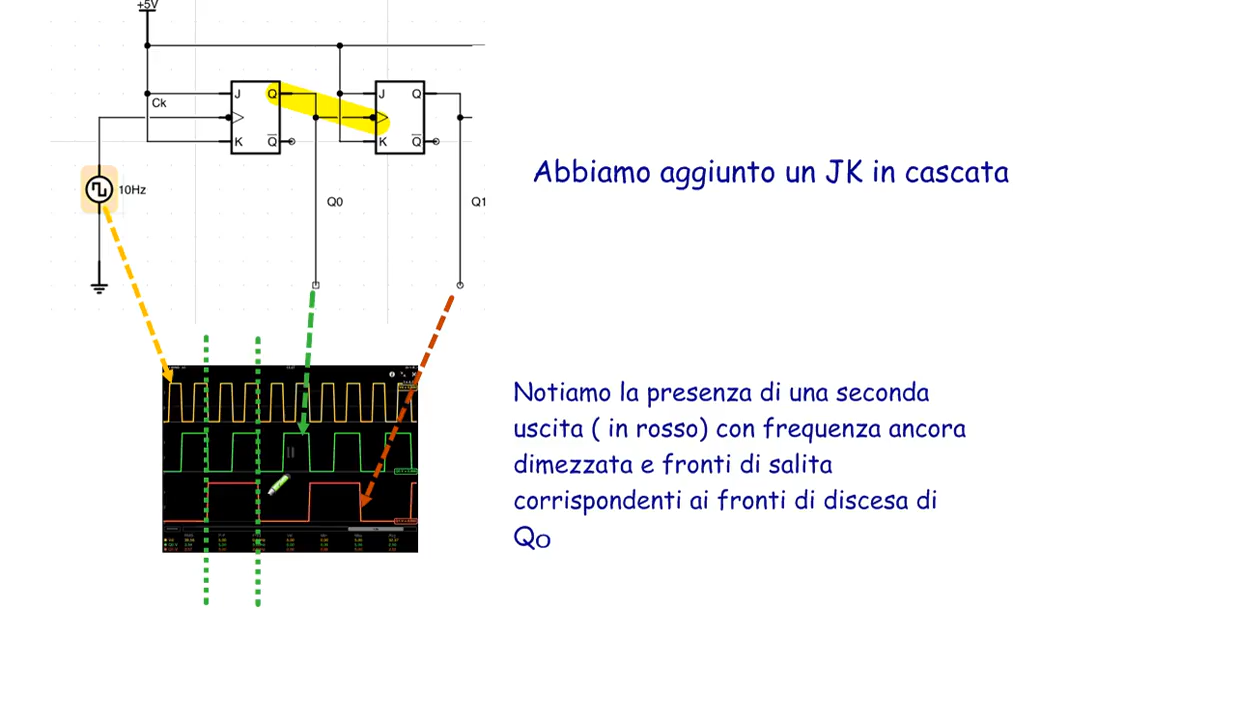 +5V
Ck
J Q
K Q
J Q
K Q
10Hz
Q0
Q1
Abbiamo aggiunto un JK in cascata
Notiamo la presenza di una seconda
uscita ( in rosso) con frequenza ancora
dimezzata e fronti di salita
corrispondenti ai fronti di discesa di
Qo